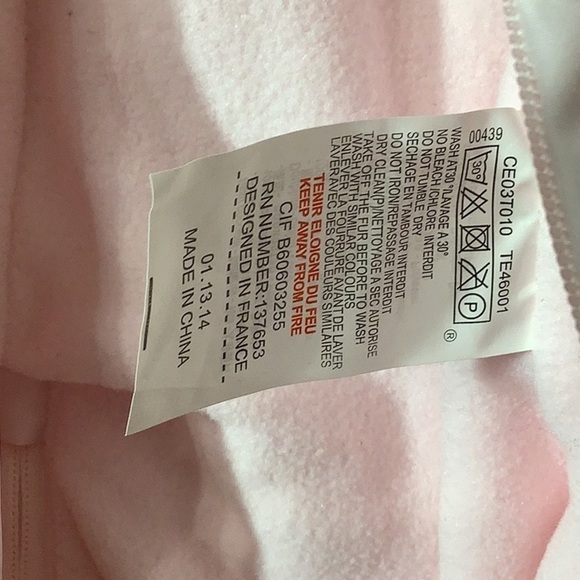 00439
CE03T010 TE46001
30°
P
®
WASH AT30°/LAVAGE A 30°
NO BLEACH /CHLORE INTERDIT
DO NOT TUMBLE DRY
SECHAGE EN TAMBOUR INTERDIT
DO NOT IRON/REPASSAGE INTERDIT
DRY CLEAN(P)/NETTOYAGE A SEC AUTORISE
TAKE OFF THE FUR BEFORE TO WASH
WASH WITH SIMILAR COLOURS
ENLEVER LA FOURRURE AVANT DE LAVER
LAVER AVEC DES COULEURS SIMILAIRES
TENIR ELOIGNE DU FEU
KEEP AWAY FROM FIRE
CIF B60603255
RN NUMBER:137653
DESIGNED IN FRANCE
01.13.14
MADE IN CHINA